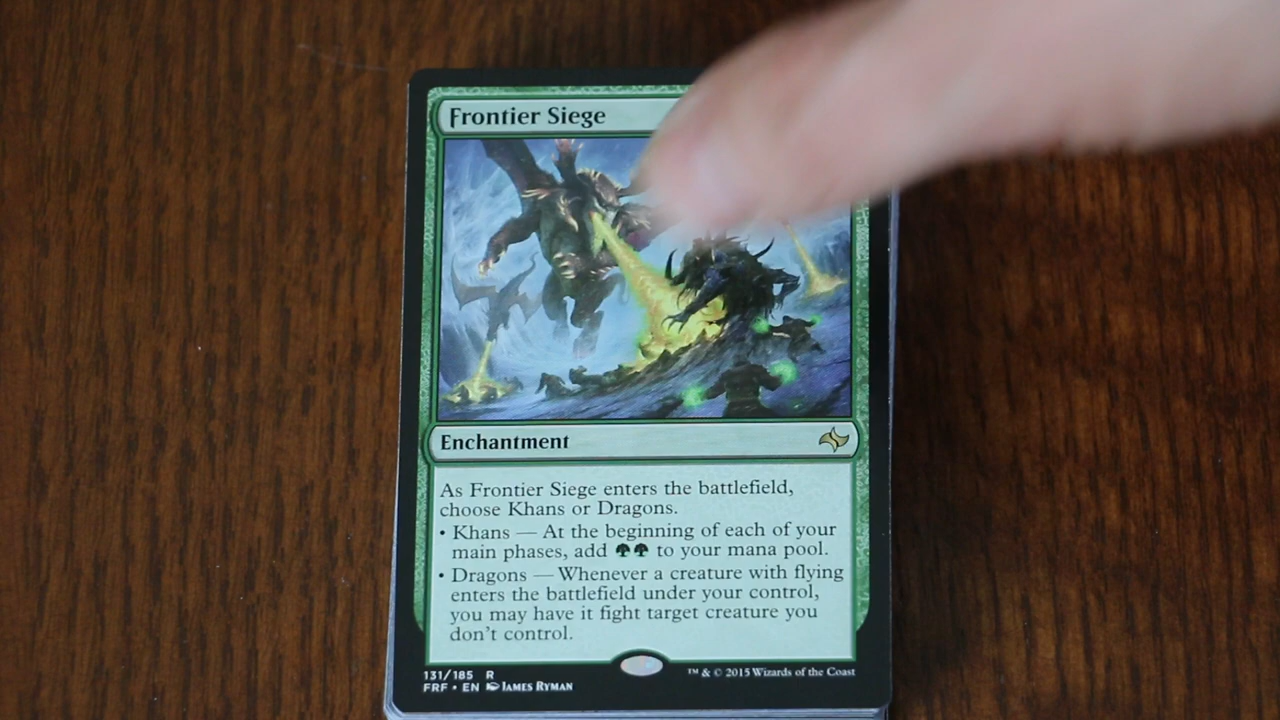 Frontier Siege
Enchantment
As Frontier Siege enters the battlefield,
choose Khans or Dragons.
• Khans — At the beginning of each of your
main phases, add to your mana pool.
• Dragons — Whenever a creature with flying
enters the battlefield under your control,
you may have it fight target creature you
don't control.
131/185 R
™ & © 2015 Wizards of the Coast
FRF • EN James Ryman